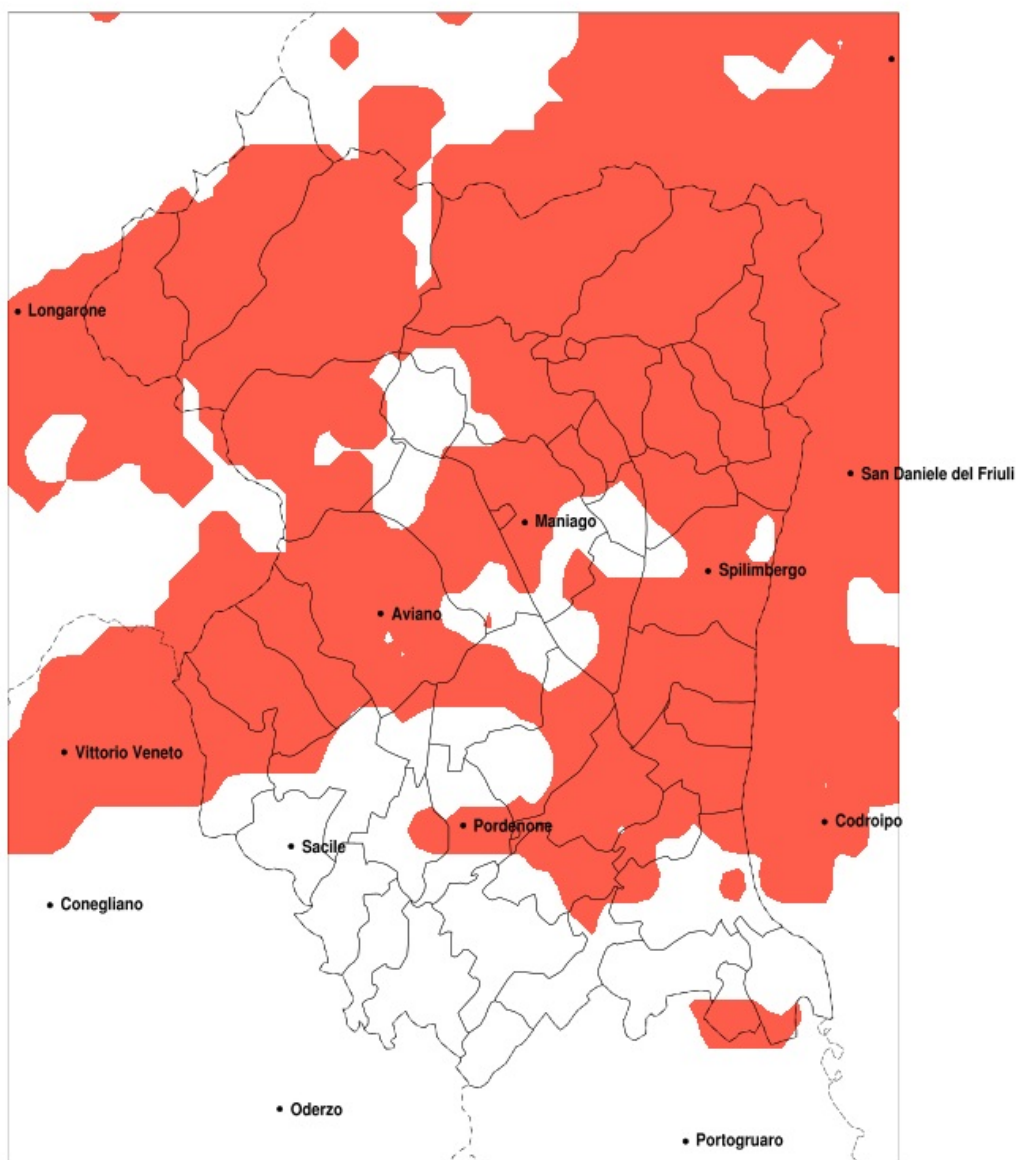 Longarone
San Daniele del Friuli
Maniago
Spilimbergo
Aviano
Vittorio Veneto
Codroipo
Pordenone
Sacile
Conegliano
Oderzo
Portogruaro